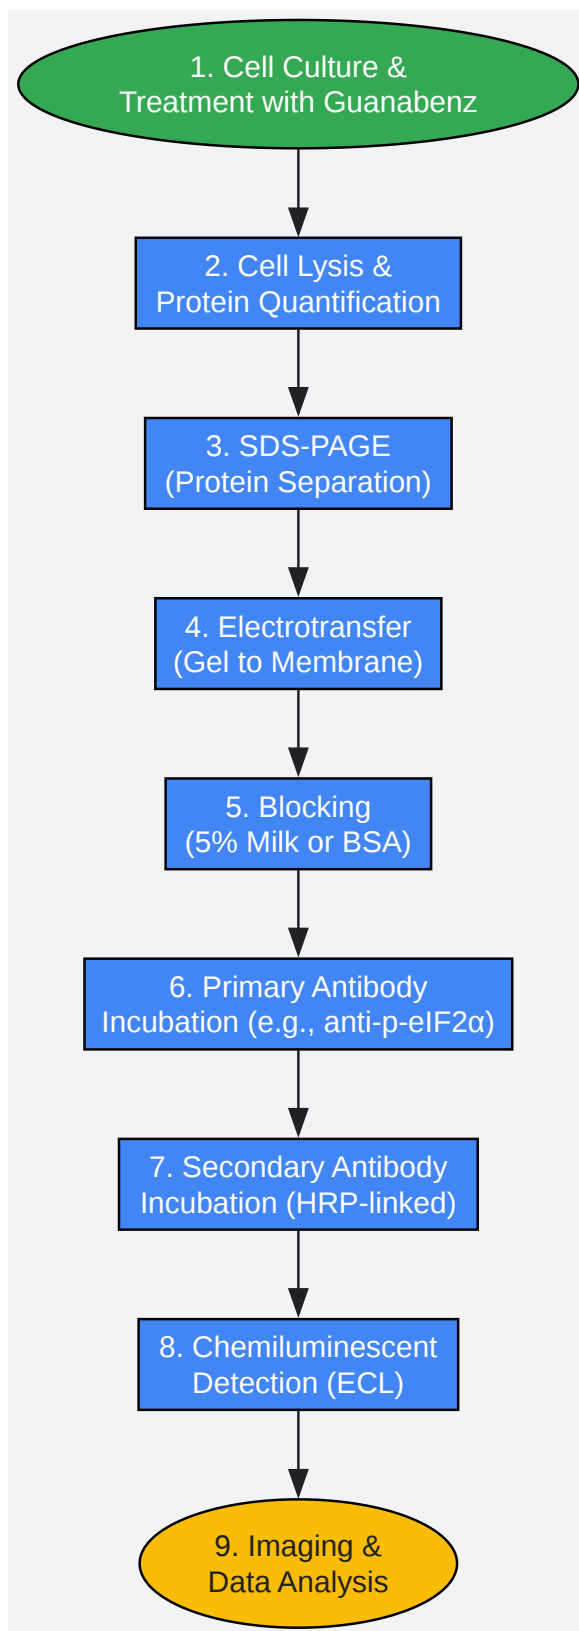 1. Cell Culture &
Treatment with Guanabenz
2. Cell Lysis &
Protein Quantification
3. SDS-PAGE
(Protein Separation)
4. Electrotransfer
(Gel to Membrane)
5. Blocking
(5% Milk or BSA)
6. Primary Antibody
Incubation (e.g., anti-p-eIF2α)
7. Secondary Antibody
Incubation (HRP-linked)
8. Chemiluminescent
Detection (ECL)
9. Imaging &
Data Analysis